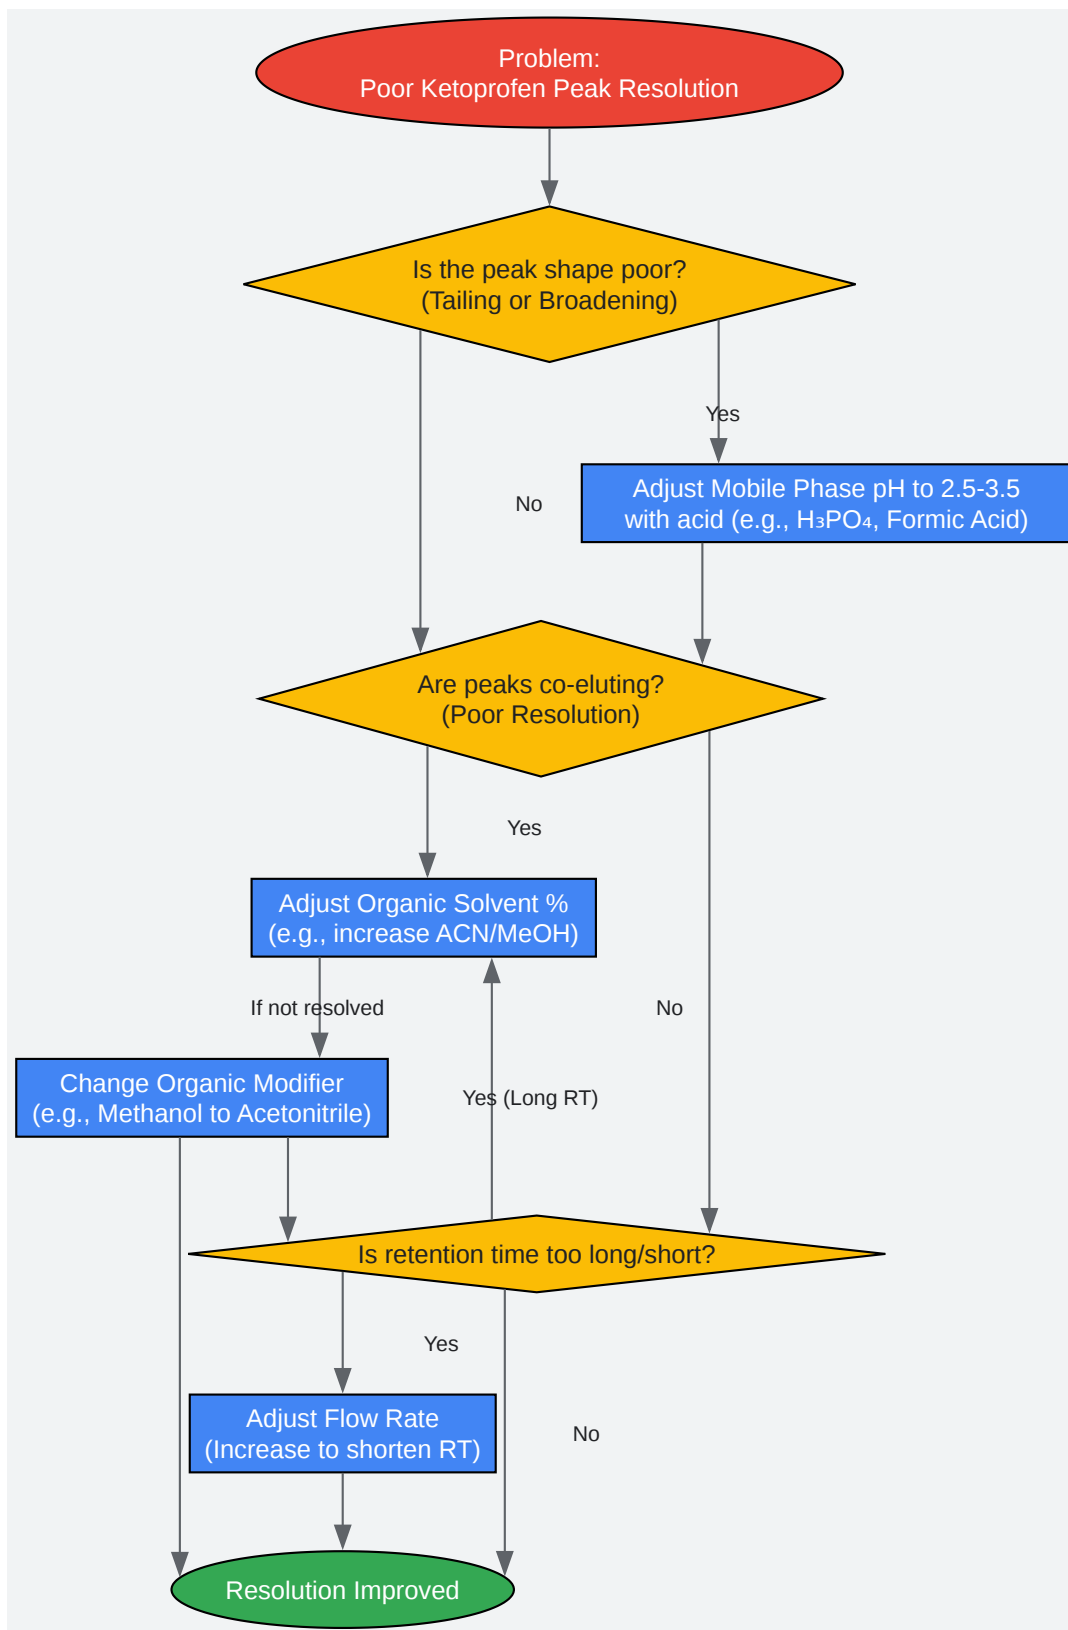 Problem:
Poor Ketoprofen Peak Resolution
Is the peak shape poor?
(Tailing or Broadening)
Yes
No
Adjust Mobile Phase pH to 2.5-3.5
with acid (e.g., H₃PO₄, Formic Acid)
Are peaks co-eluting?
(Poor Resolution)
Yes
Adjust Organic Solvent %
(e.g., increase ACN/MeOH)
If not resolved
No
Change Organic Modifier
(e.g., Methanol to Acetonitrile)
Yes (Long RT)
Is retention time too long/short?
Yes
Adjust Flow Rate
(Increase to shorten RT)
No
Resolution Improved